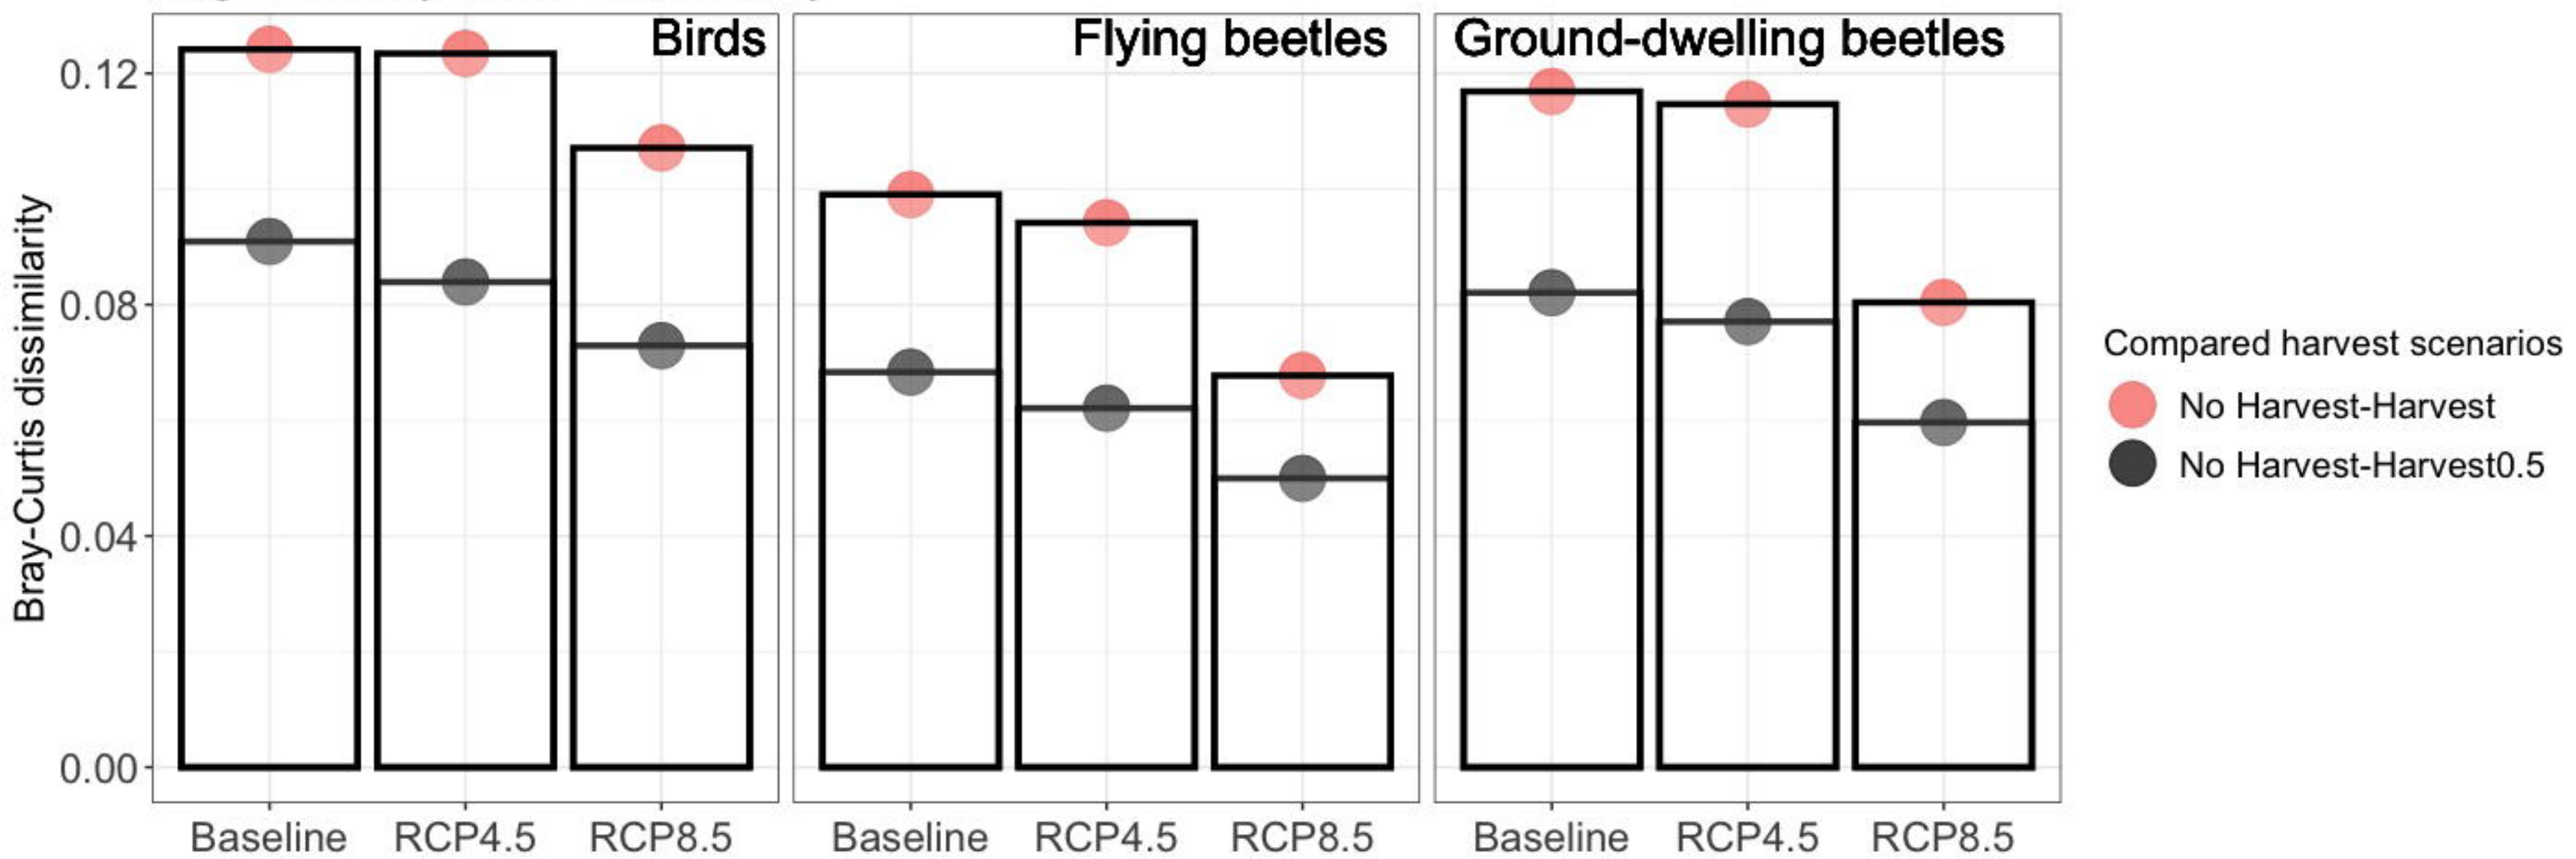 Birds
Flying beetles
Ground-dwelling beetles
Bray-Curtis dissimilarity
0.12
0.08
0.04
0.00
Baseline RCP4.5 RCP8.5
Baseline RCP4.5 RCP8.5
Baseline RCP4.5 RCP8.5
Compared harvest scenarios
No Harvest-Harvest
No Harvest-Harvest0.5